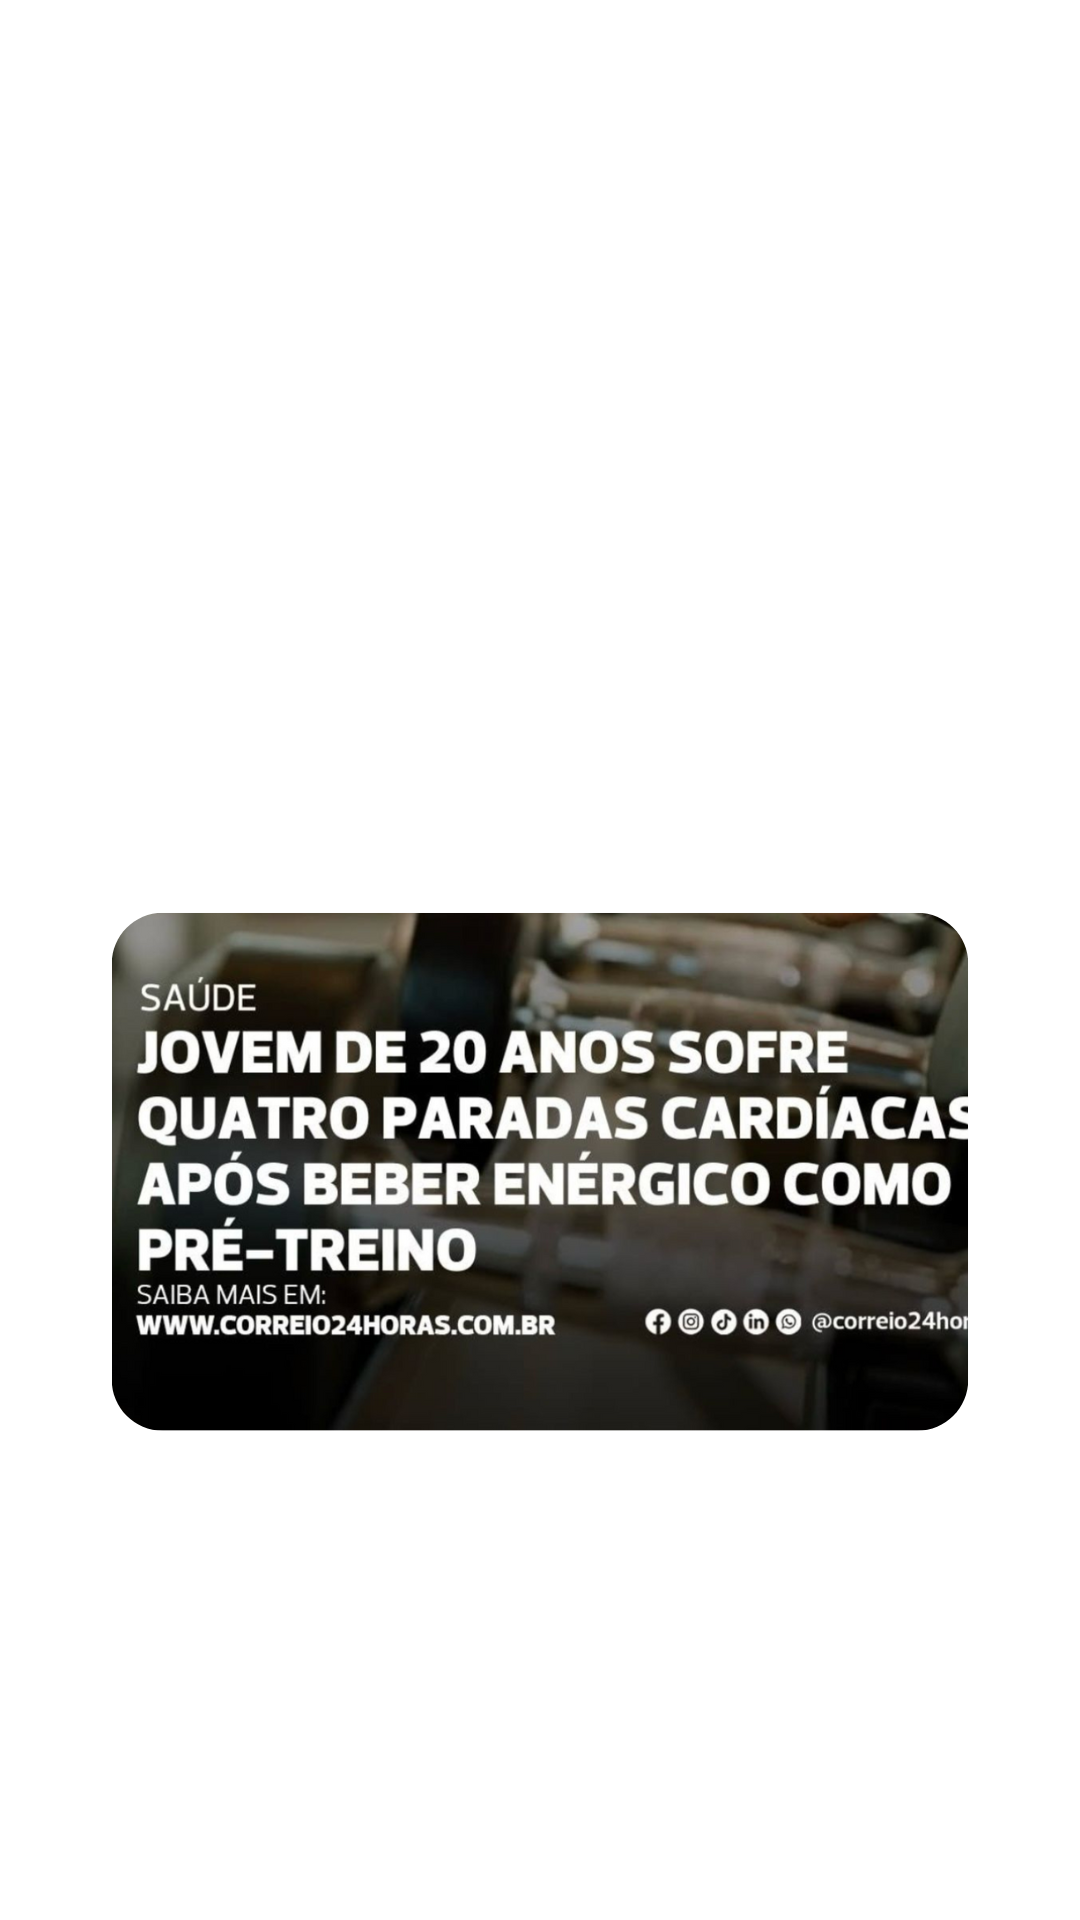 SAÚDE
JOVEM DE 20 ANOS SOFRE
QUATRO PARADAS CARDÍACAS
APÓS BEBER ENÉRGICO COMO
PRÉ-TREINO
SAIBA MAIS EM:
WWW.CORREIO24HORAS.COM.BR
@correio24hor